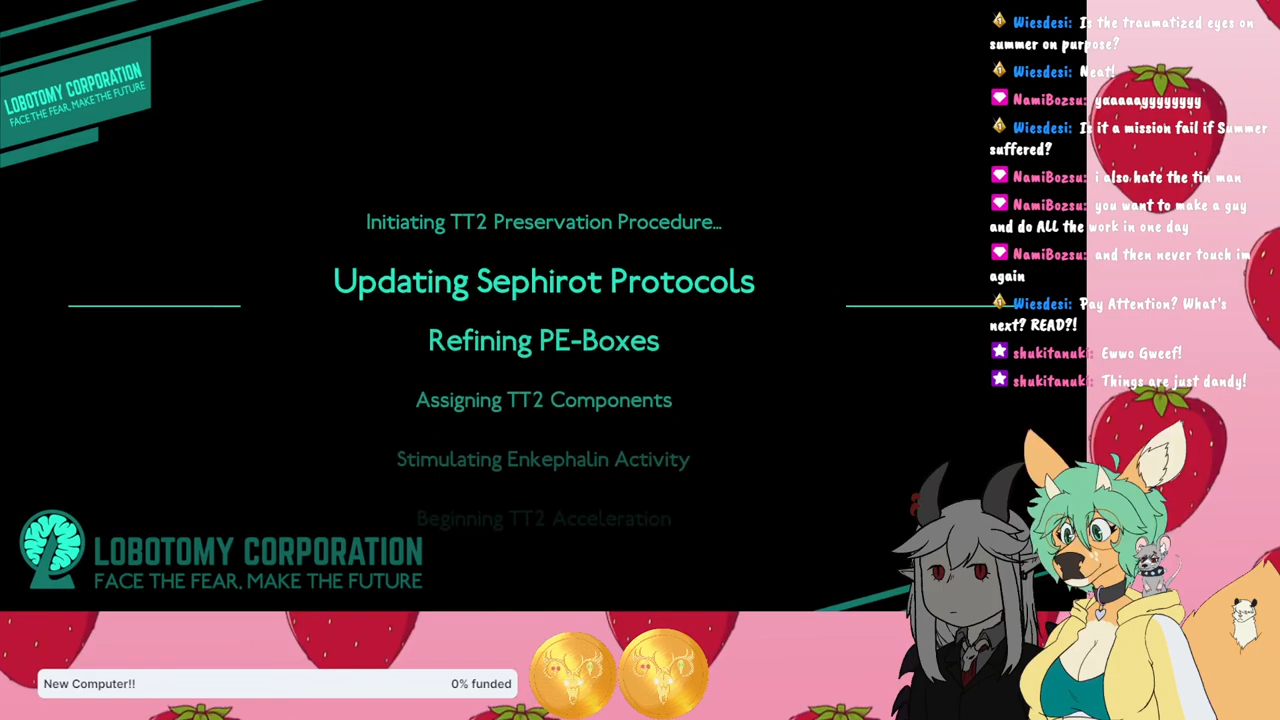 LOBOTOMY CORPORATION
FACE THE FEAR, MAKE THE FUTURE
Initiating TT2 Preservation Procedure...
Updating Sephirot Protocols
Refining PE-Boxes
Assigning TT2 Components
Stimulating Enkephalin Activity
Beginning TT2 Acceleration
LOBOTOMY CORPORATION
FACE THE FEAR, MAKE THE FUTURE
Wiesdesi: Is the traumatized eyes on
summer on purpose?
Wiesdesi: Neat!
NamiBozsu: yaaaayyyyyyyy
Wiesdesi: Is it a mission fail if Summer
suffered?
NamiBozsu: i also hate the tin man
NamiBozsu: you want to make a guy
and do ALL the work in one day
NamiBozsu: and then never touch im
again
Wiesdesi: Pay Attention? What's
next? READ?!
shukitanuki: Ewwo Gweef!
shukitanuki: Things are just dandy!
New Computer!! 0% funded